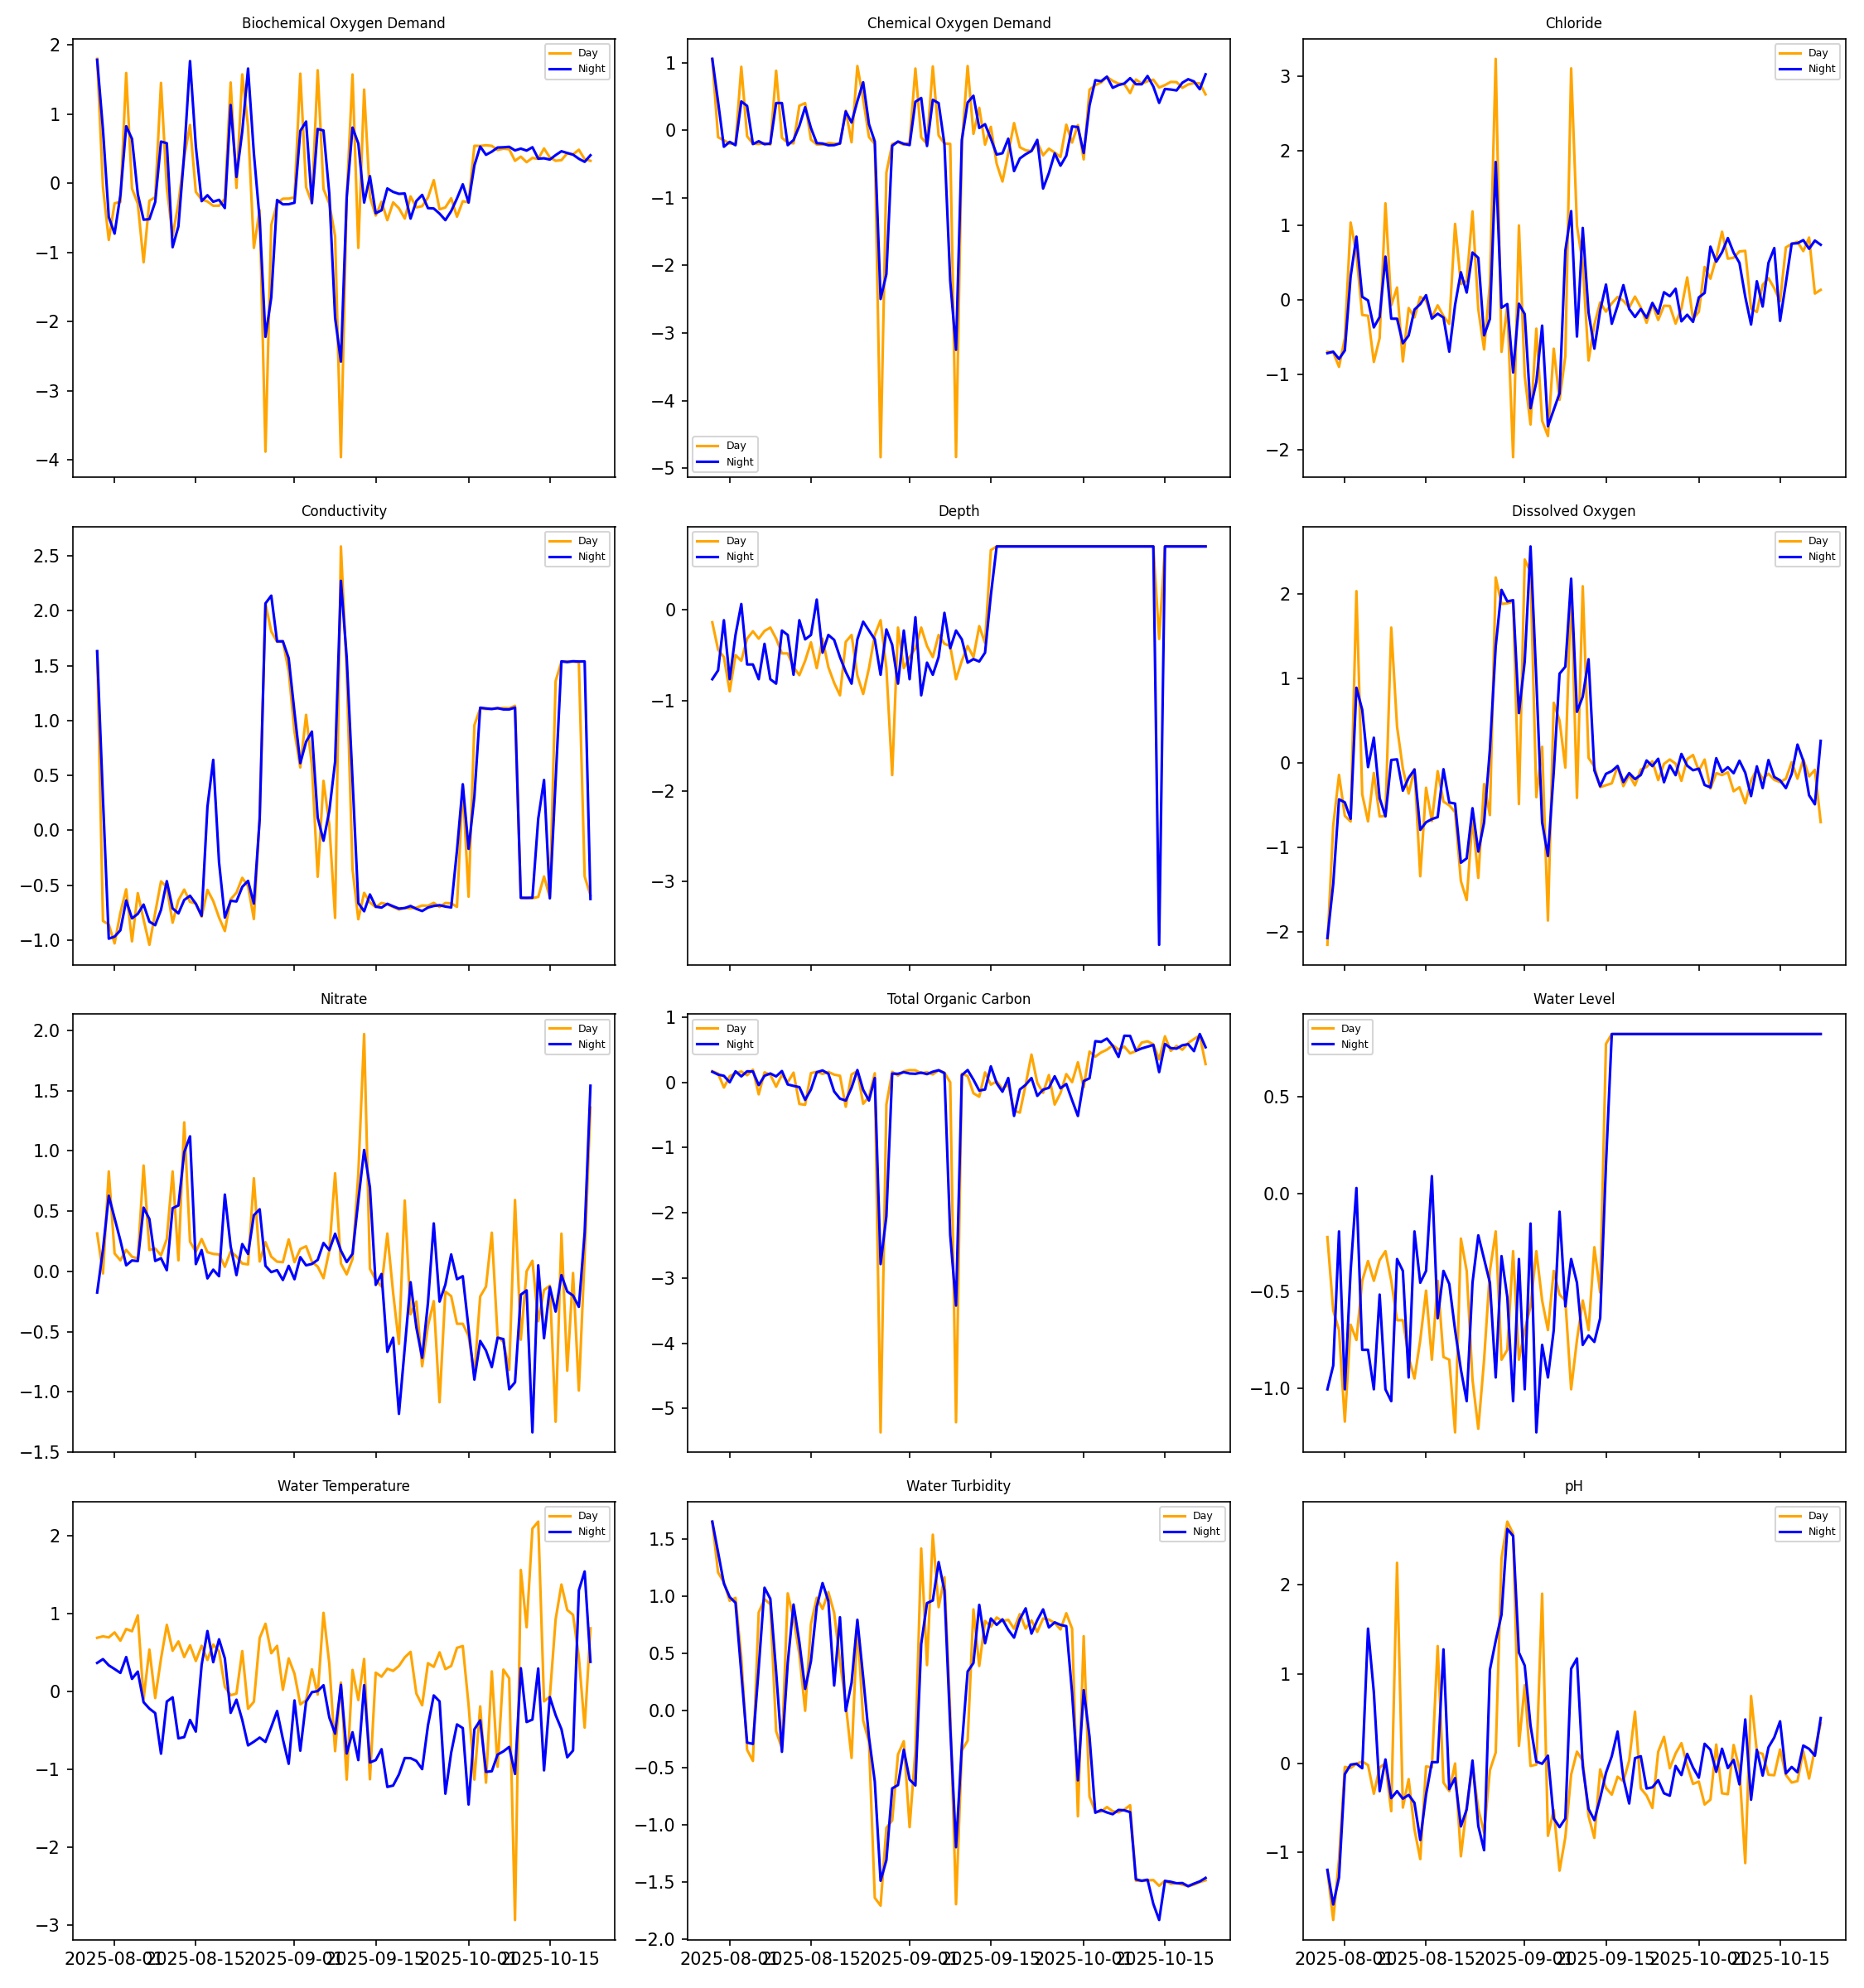 Biochemical Oxygen Demand
2
1
0
−1
−2
−3
−4
Day
Night
Chemical Oxygen Demand
1
0
−1
−2
−3
−4
−5
Day
Night
Chloride
3
2
1
0
−1
−2
Day
Night
Conductivity
2.5
2.0
1.5
1.0
0.5
0.0
−0.5
−1.0
Day
Night
Depth
0
−1
−2
−3
Day
Night
Dissolved Oxygen
2
1
0
−1
−2
Day
Night
Nitrate
2.0
1.5
1.0
0.5
0.0
−0.5
−1.0
−1.5
Day
Night
Total Organic Carbon
1
0
−1
−2
−3
−4
−5
Day
Night
Water Level
0.5
0.0
−0.5
−1.0
Day
Night
Water Temperature
2
1
0
−1
−2
−3
Day
Night
2025-08-01 2025-08-15 2025-09-01 2025-09-15 2025-10-01 2025-10-15
Water Turbidity
1.5
1.0
0.5
0.0
−0.5
−1.0
−1.5
−2.0
Day
Night
2025-08-01 2025-08-15 2025-09-01 2025-09-15 2025-10-01 2025-10-15
pH
2
1
0
−1
Day
Night
2025-08-01 2025-08-15 2025-09-01 2025-09-15 2025-10-01 2025-10-15